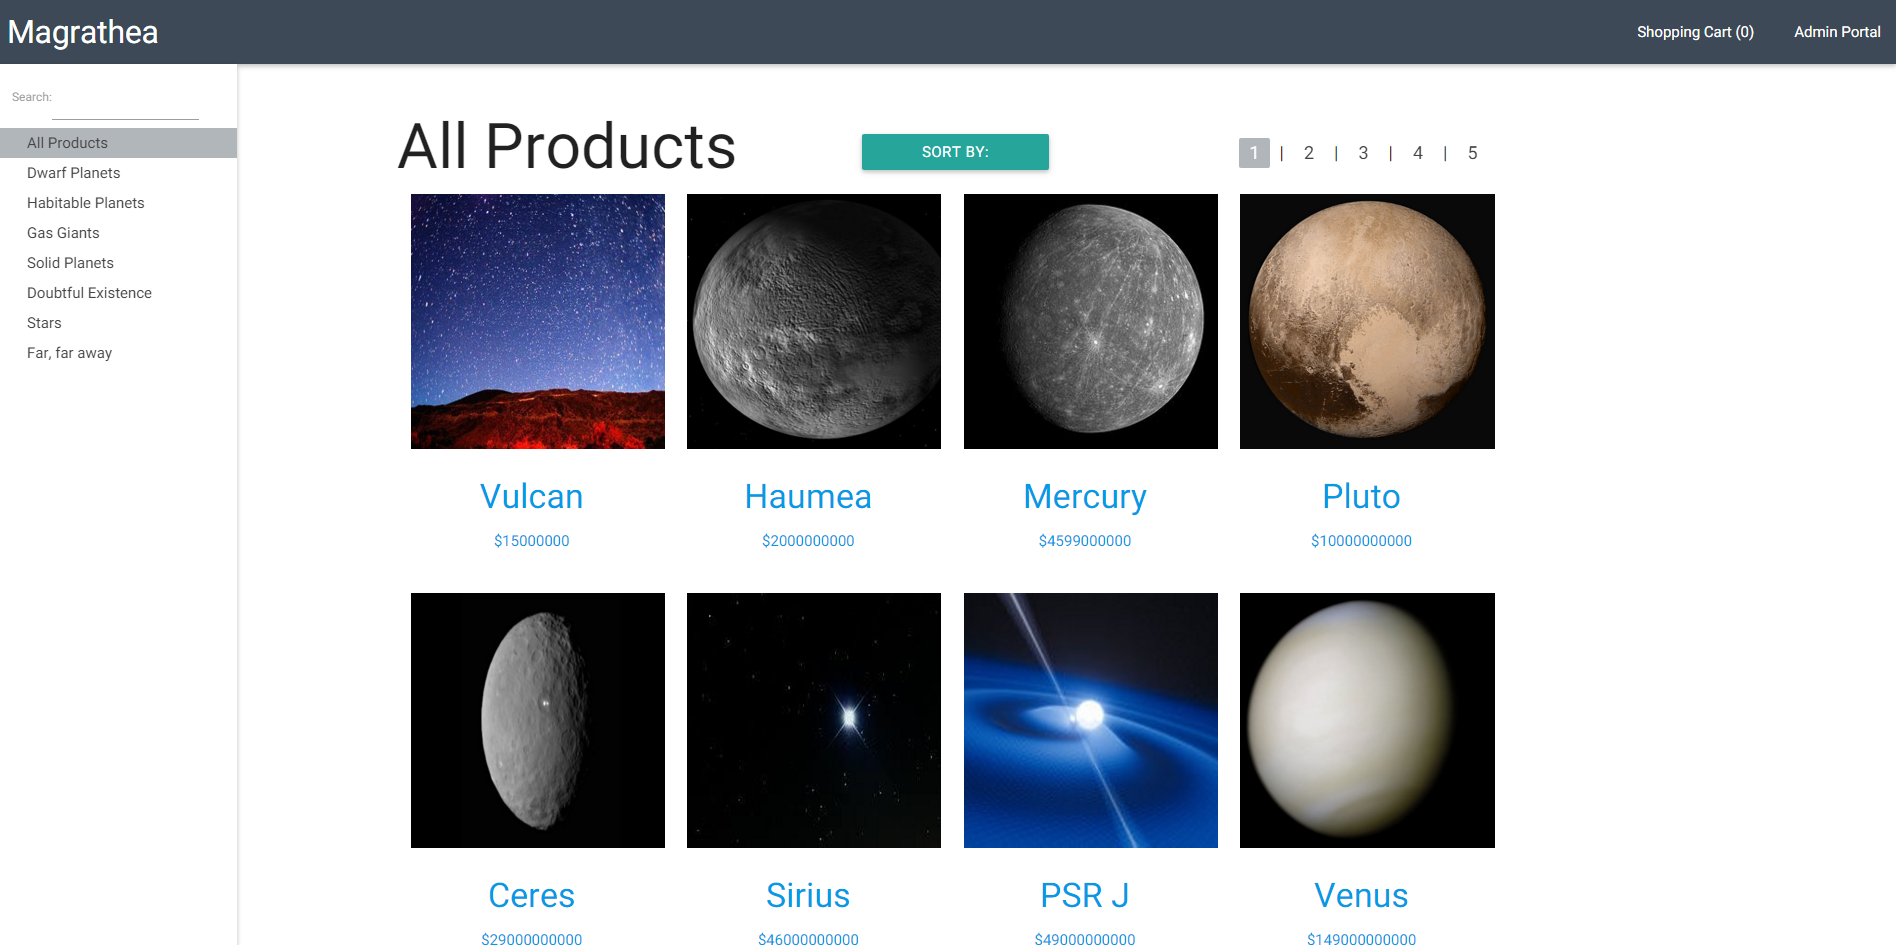 Magrathea
Shopping Cart (0)
Admin Portal
Search:
All Products
Dwarf Planets
Habitable Planets
Gas Giants
Solid Planets
Doubtful Existence
Stars
Far, far away
All Products
SORT BY:
1 | 2 | 3 | 4 | 5
Vulcan
$15000000
Haumea
$2000000000
Mercury
$4599000000
Pluto
$10000000000
Ceres
$29000000000
Sirius
$46000000000
PSR J
$49000000000
Venus
$149000000000